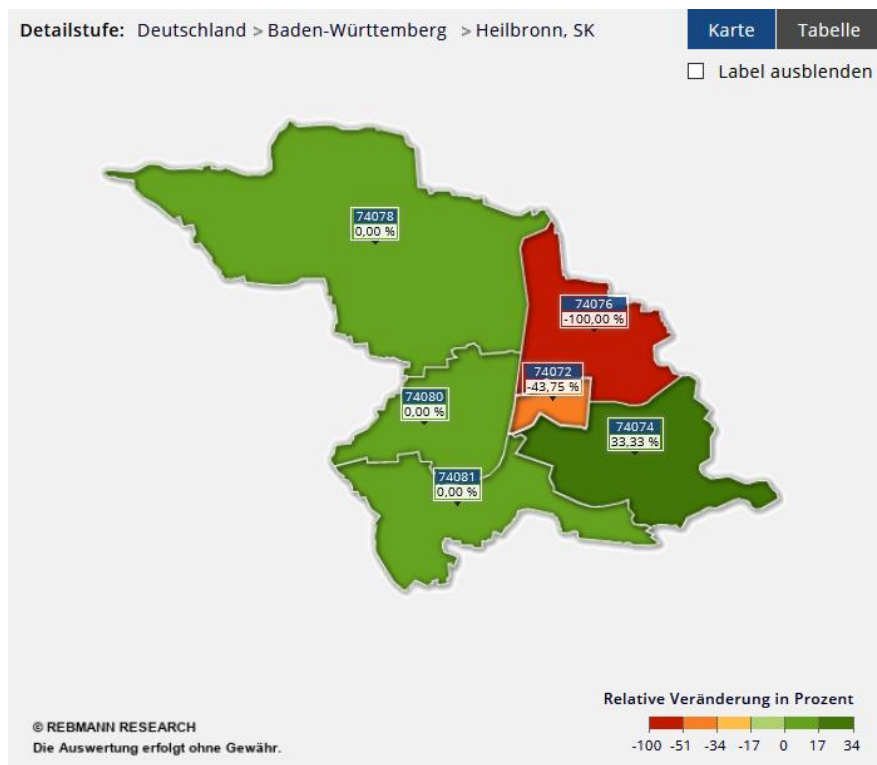 Detailstufe: Deutschland > Baden-Württemberg > Heilbronn, SK
Karte
Tabelle
Label ausblenden
74078
0,00 %
74076
-100,00 %
74072
-43,75 %
74080
0,00 %
74074
33,33 %
74081
0,00 %
Relative Veränderung in Prozent
-100 -51 -34 -17 0 17 34
© REBMANN RESEARCH
Die Auswertung erfolgt ohne Gewähr.